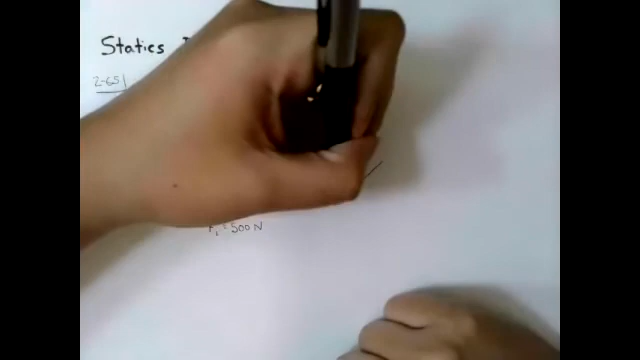 Statics
2-65
F₁ = 500 N